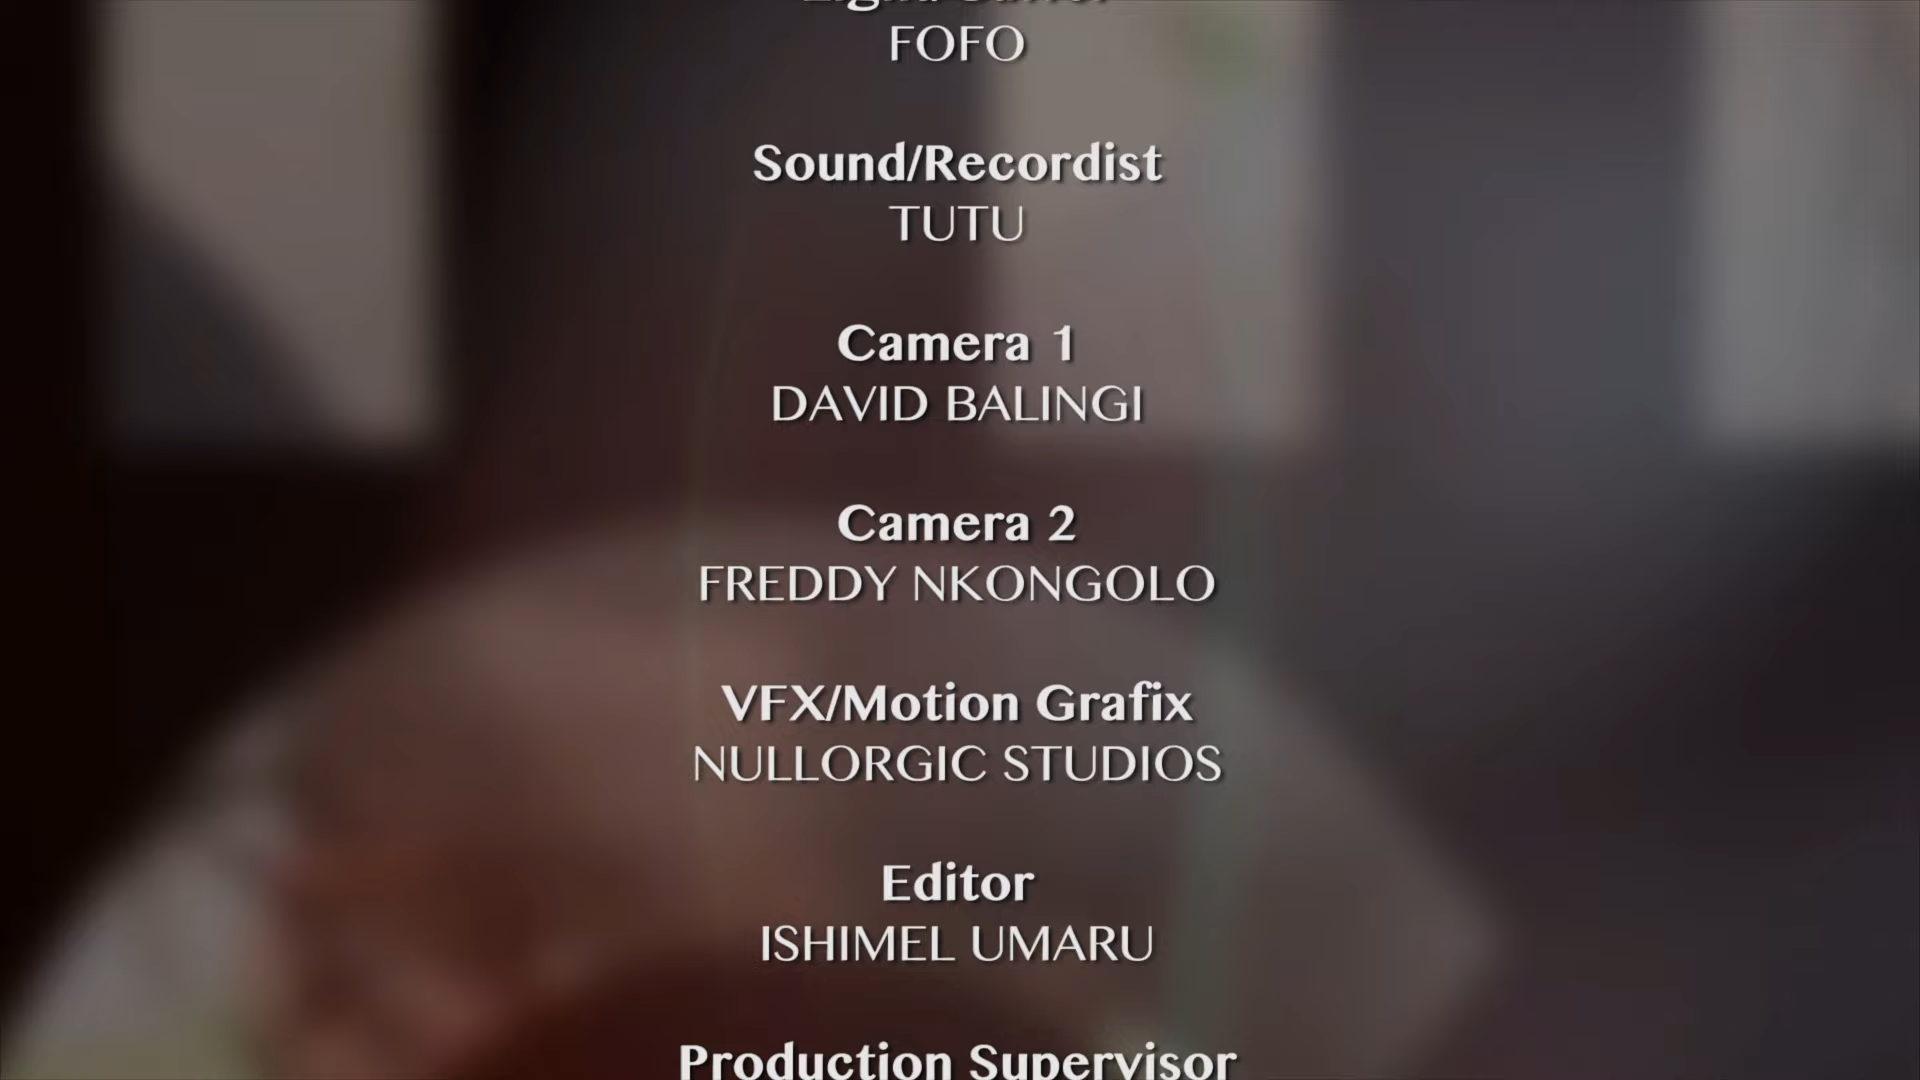 FOFO
Sound/Recordist
TUTU
Camera 1
DAVID BALINGI
Camera 2
FREDDY NKONGOLO
VFX/Motion Grafix
NULLORGIC STUDIOS
Editor
ISHIMEL UMARU
Production Supervisor